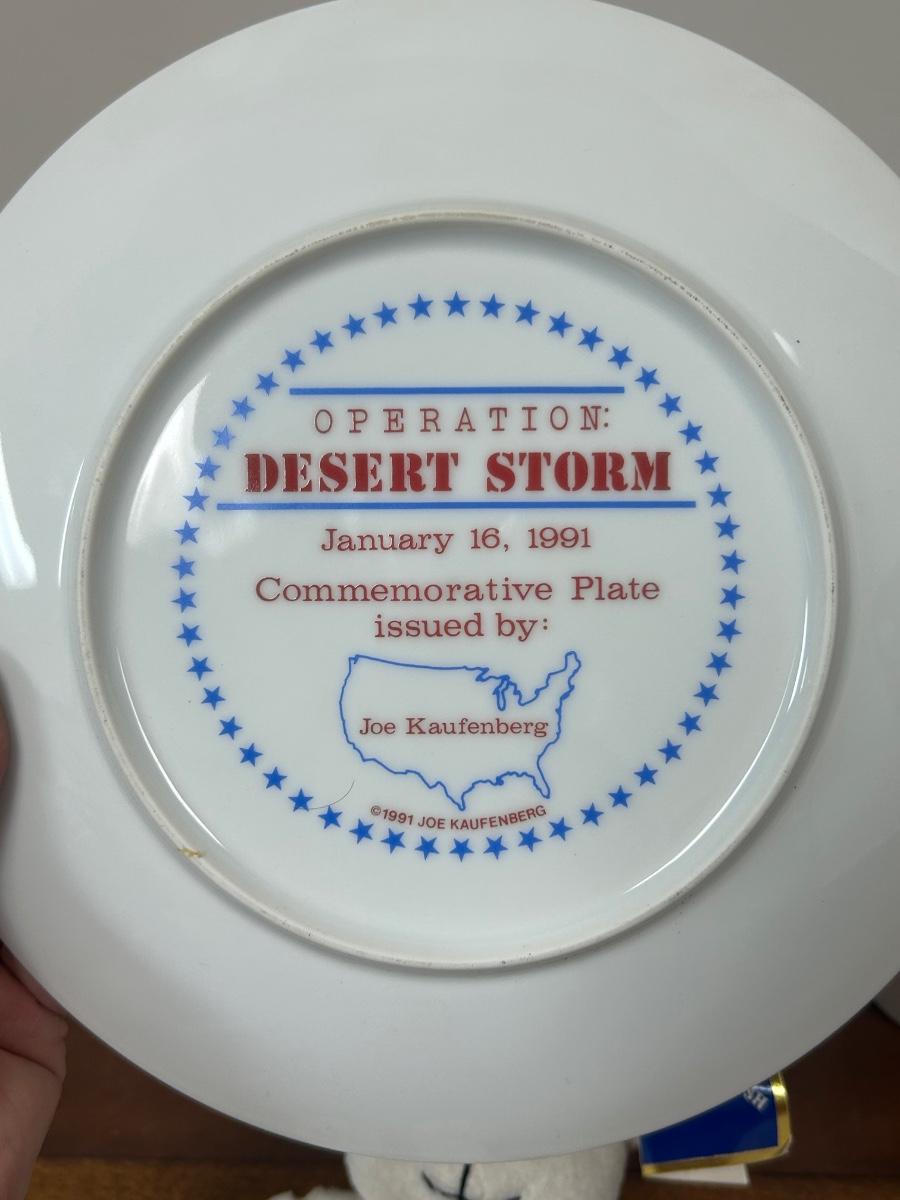 OPERATION:
DESERT STORM
January 16, 1991
Commemorative Plate
issued by:
Joe Kaufenberg
©1991 JOE KAUFENBERG